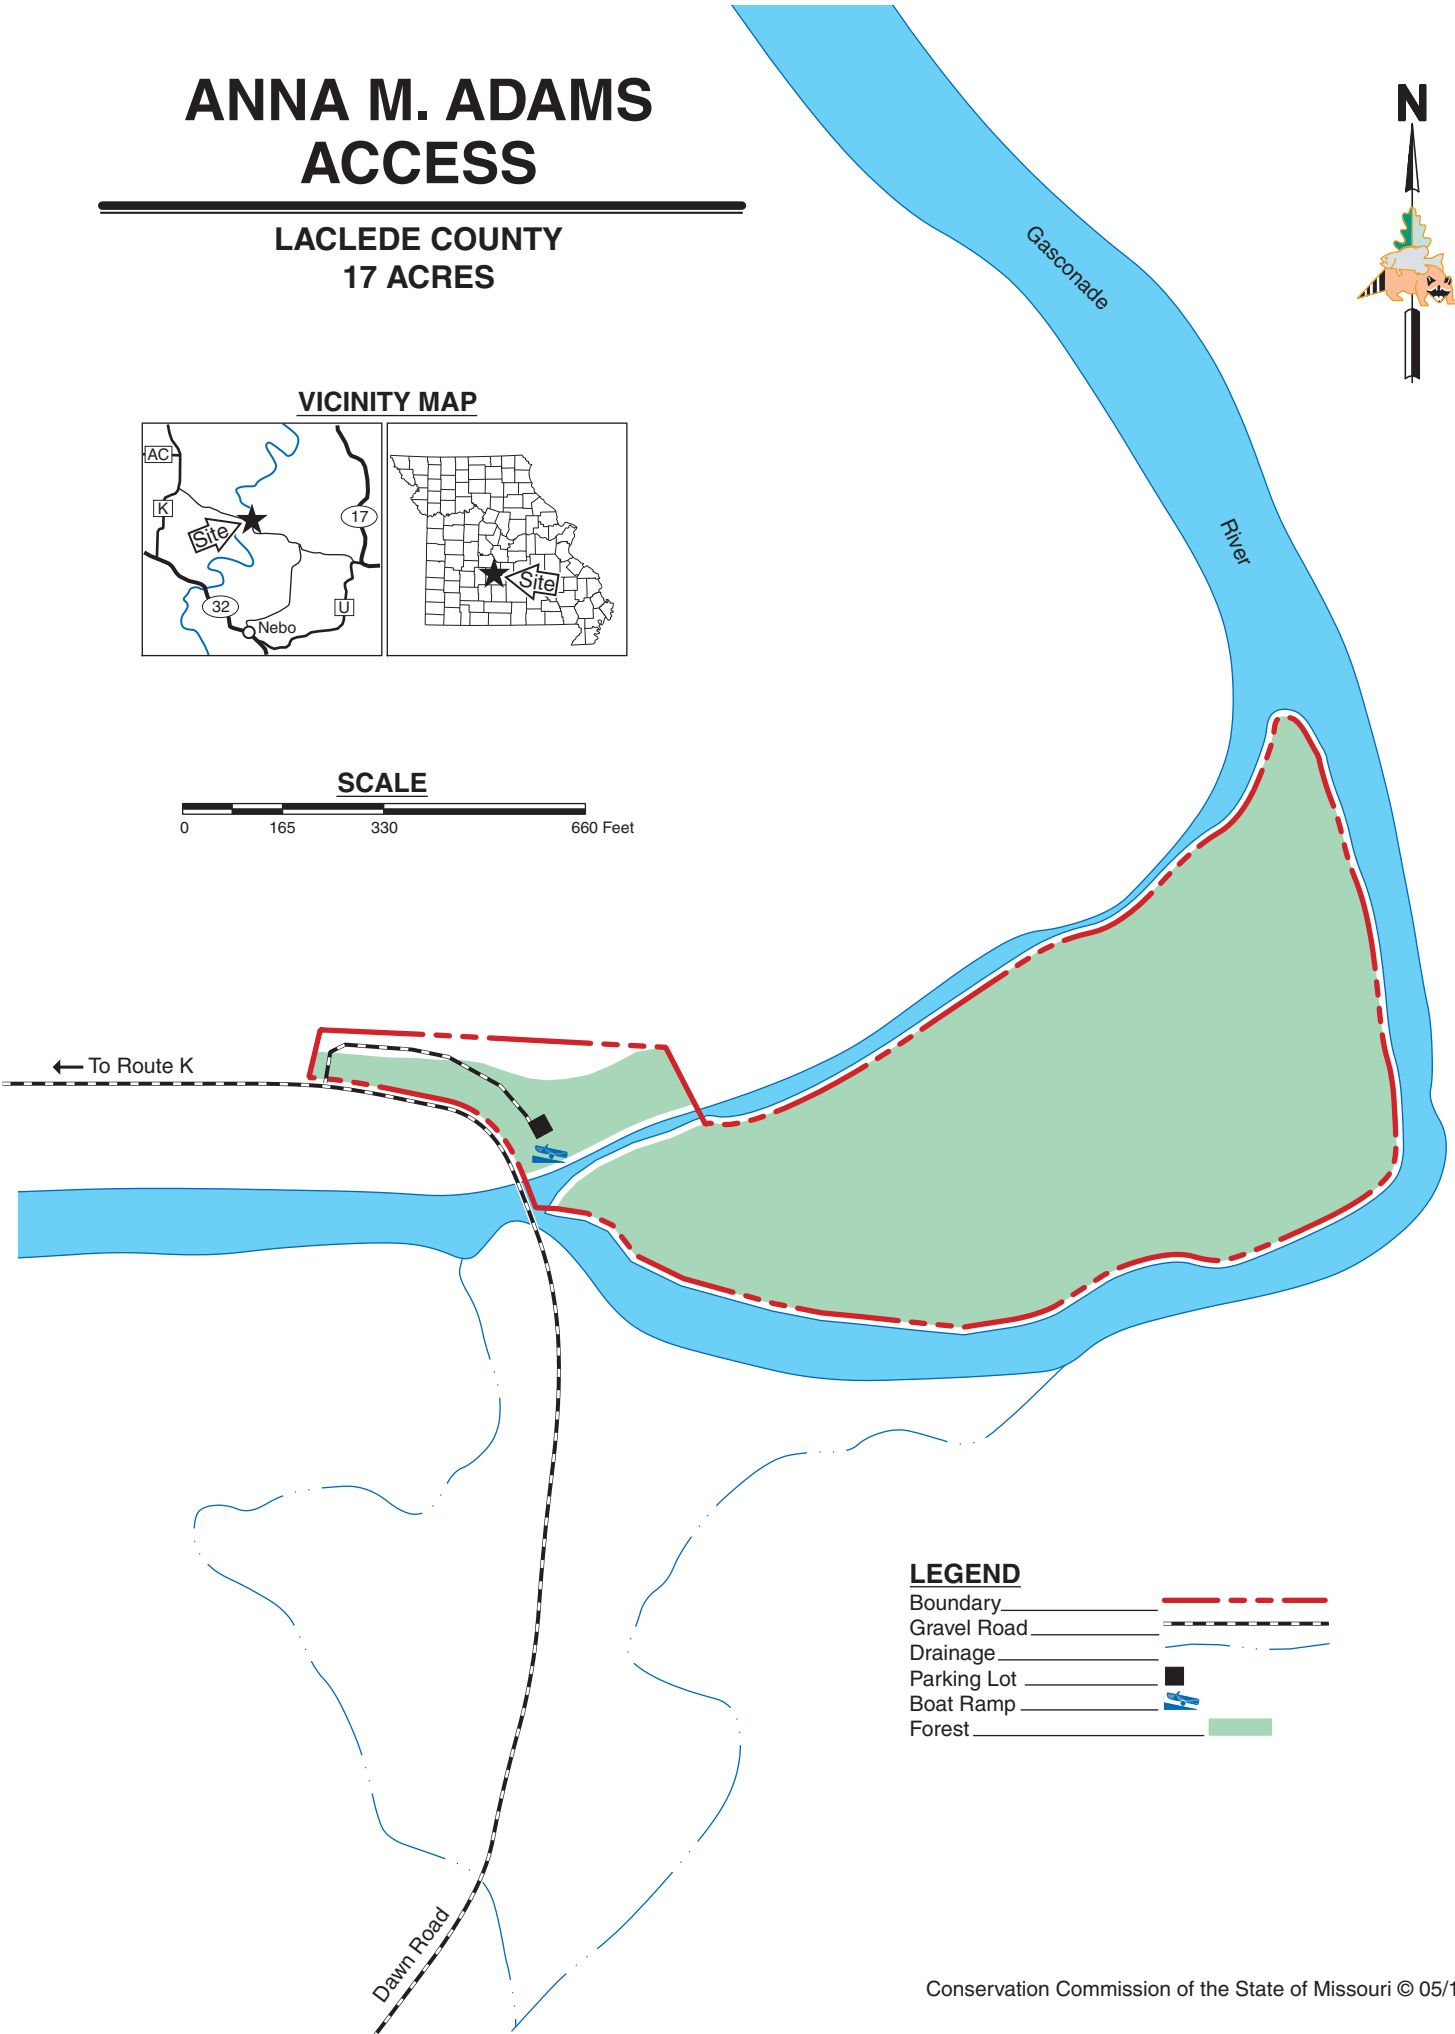 ANNA M. ADAMS
ACCESS
LACLEDE COUNTY
17 ACRES
N
Gasconade
River
VICINITY MAP
AC
K
17
Site
32
U
Nebo
Site
SCALE
0 165 330 660 Feet
To Route K
LEGEND
Boundary
Gravel Road
Drainage
Parking Lot
Boat Ramp
Forest
Dawn Road
Conservation Commission of the State of Missouri © 05/1